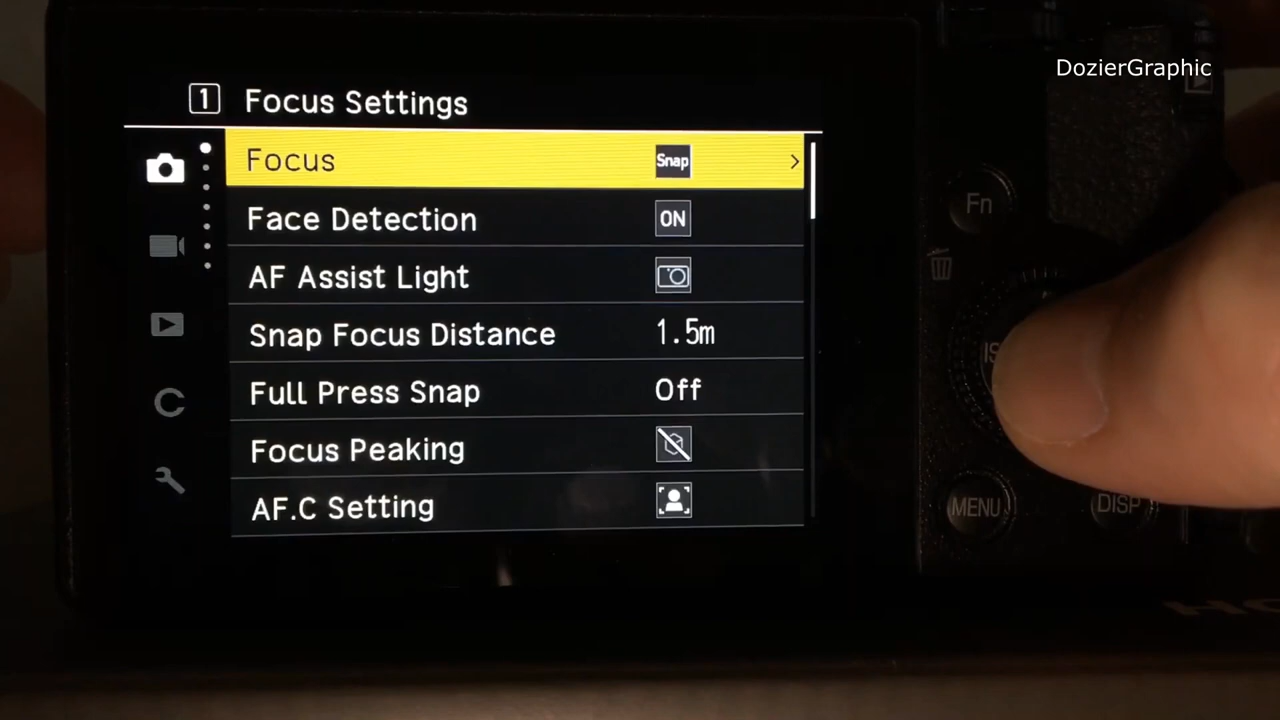 DozierGraphic
1 Focus Settings
Focus Snap
Face Detection ON
AF Assist Light
Snap Focus Distance 1.5m
Full Press Snap Off
Focus Peaking
AF.C Setting
Fn
MENU
DISP